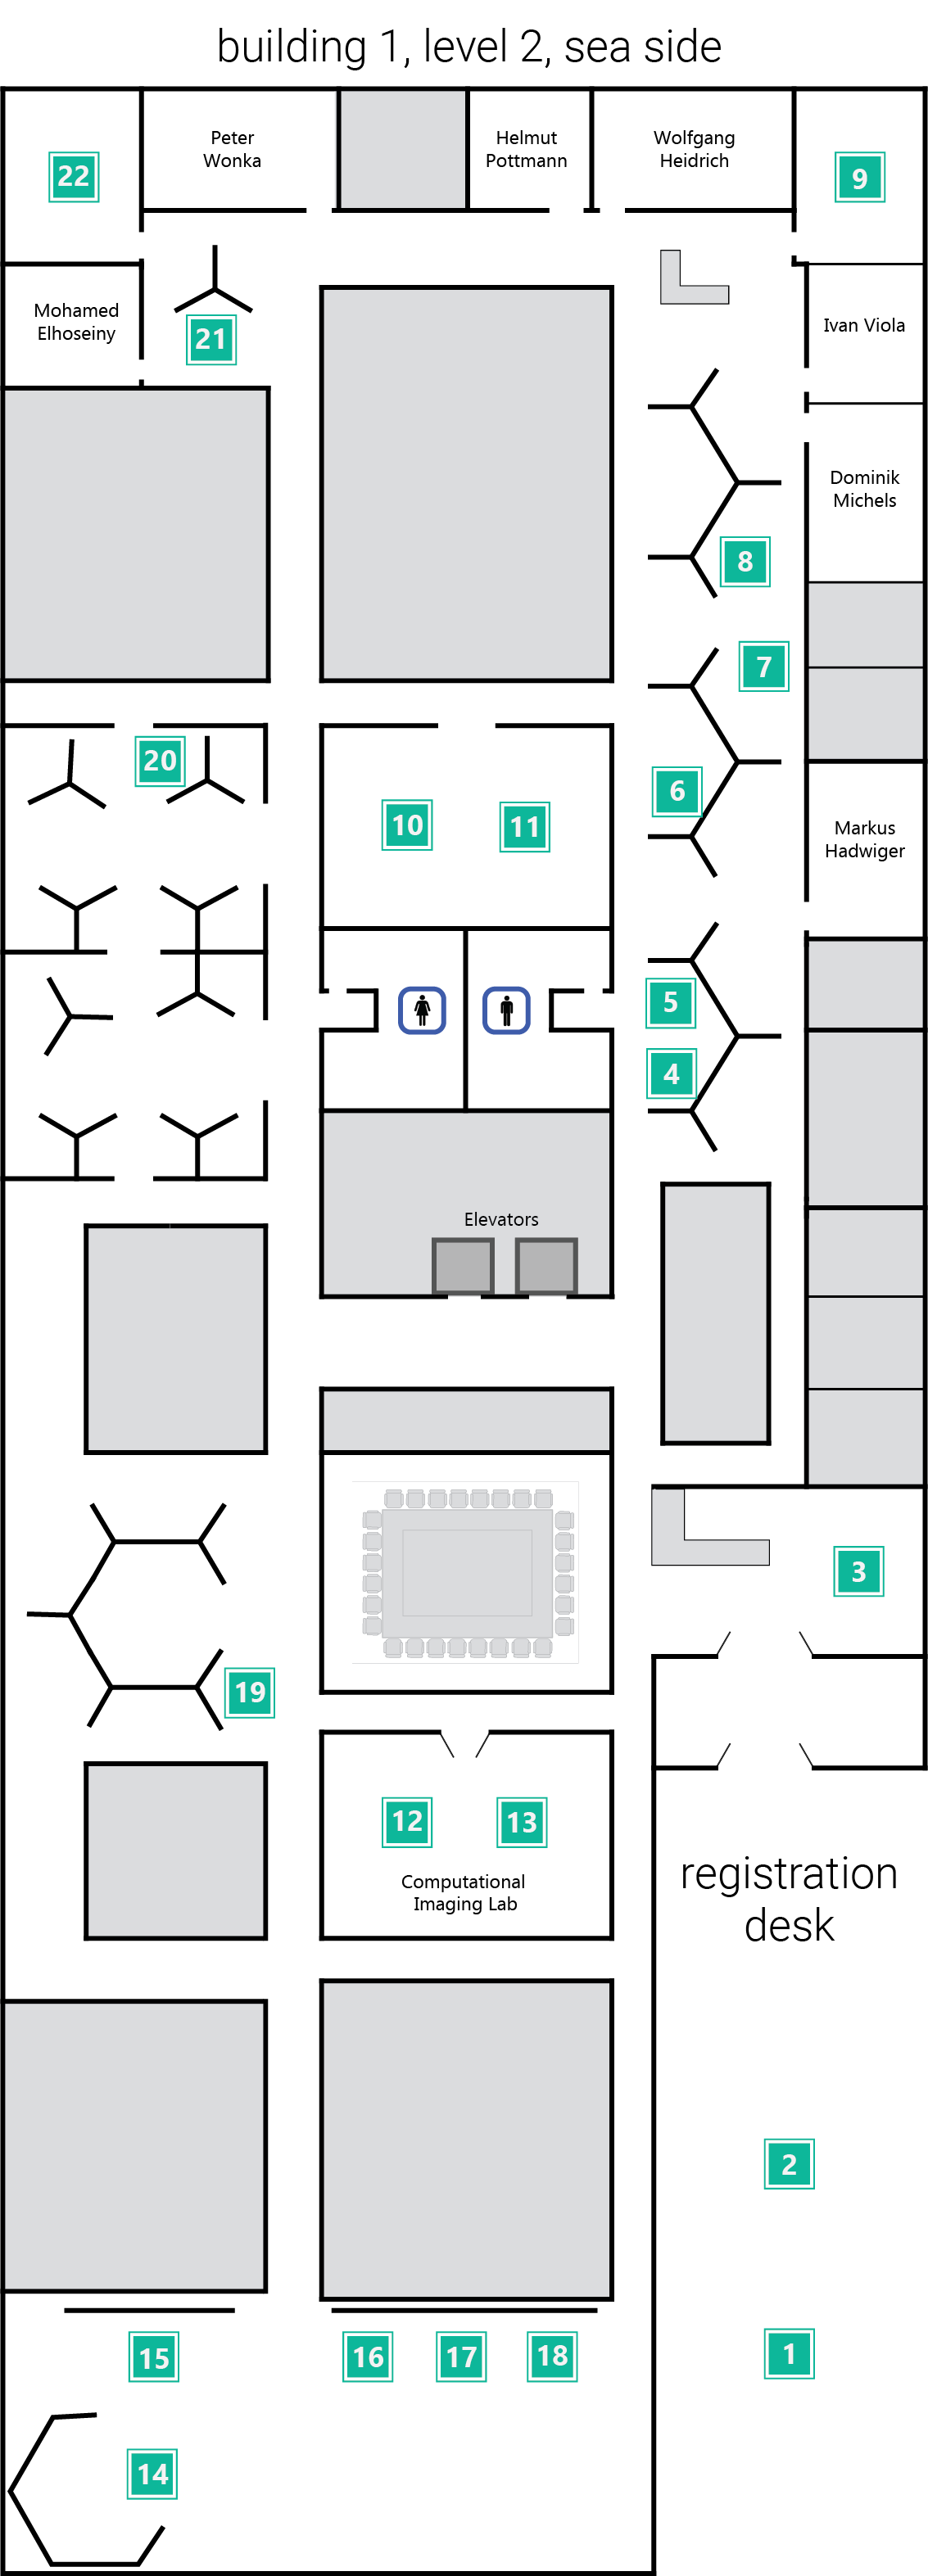 building 1, level 2, sea side
Peter
Wonka
Helmut
Pottmann
Wolfgang
Heidrich
22
9
Mohamed
Elhoseiny
21
Ivan Viola
Dominik
Michels
8
7
20
6
10
11
Markus
Hadwiger
5
4
Elevators
3
19
12
13
Computational
Imaging Lab
registration
desk
2
1
15
16
17
18
14